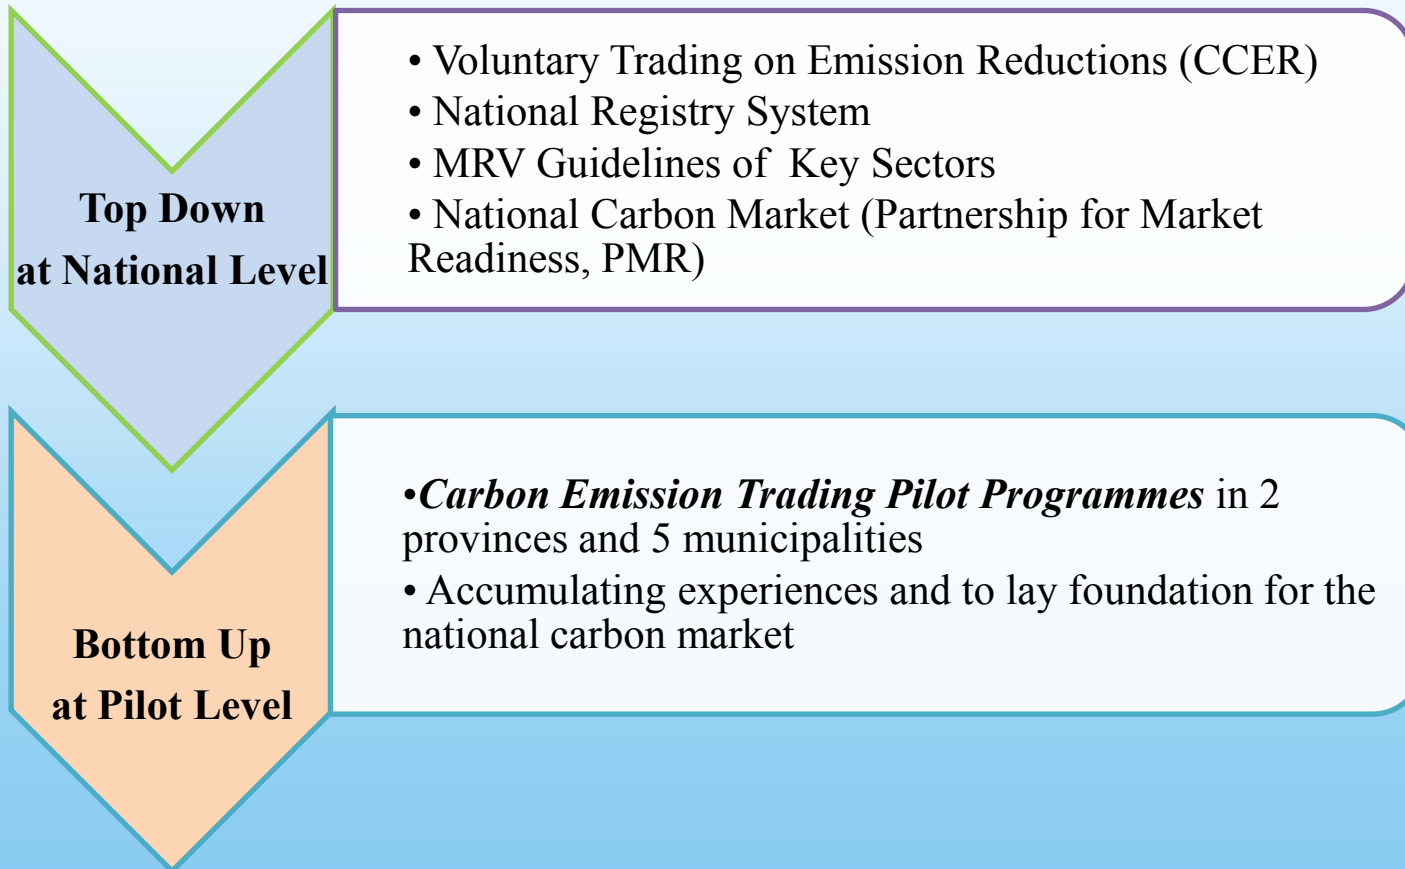 Top Down
at National Level
• Voluntary Trading on Emission Reductions (CCER)
• National Registry System
• MRV Guidelines of  Key Sectors
• National Carbon Market (Partnership for Market
Readiness, PMR)
Bottom Up
at Pilot Level
•Carbon Emission Trading Pilot Programmes in 2
provinces and 5 municipalities
• Accumulating experiences and to lay foundation for the
national carbon market